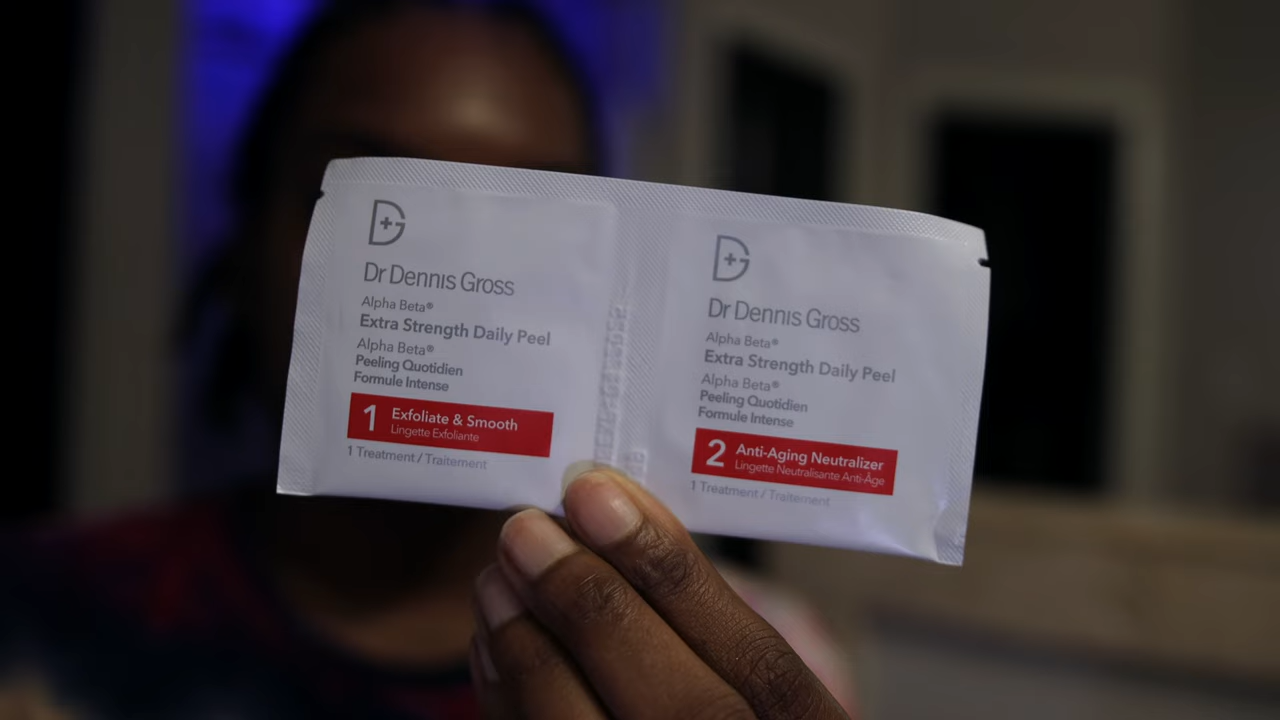 Dr Dennis Gross
Alpha Beta®
Extra Strength Daily Peel
Alpha Beta®
Peeling Quotidien
Formule Intense
1 Exfoliate & Smooth
Lingette Exfoliante
1 Treatment / Traitement
Dr Dennis Gross
Alpha Beta®
Extra Strength Daily Peel
Alpha Beta®
Peeling Quotidien
Formule Intense
2 Anti-Aging Neutralizer
Lingette Neutralisante Anti-Âge
1 Treatment / Traitement